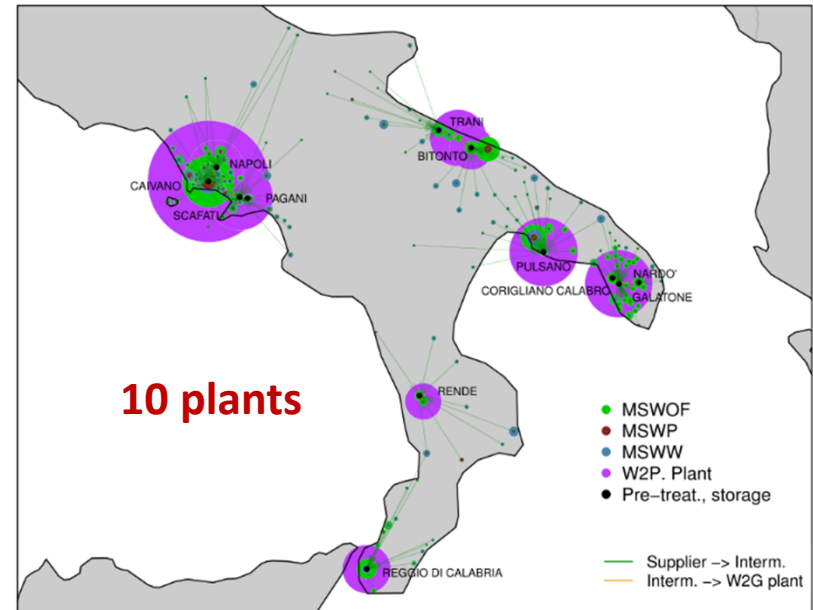 TRANI
BITONTO
NAPOLI
CAIVANO
PAGANI
SCAFATI
PULSANO
NARDO'
CORIGLIANO CALABRO
GALATONE
10 plants
RENDE
MSWOF
MSWP
MSWW
W2P. Plant
Pre-treat., storage
Supplier -> Interm.
Interm. -> W2G plant
REGGIO DI CALABRIA